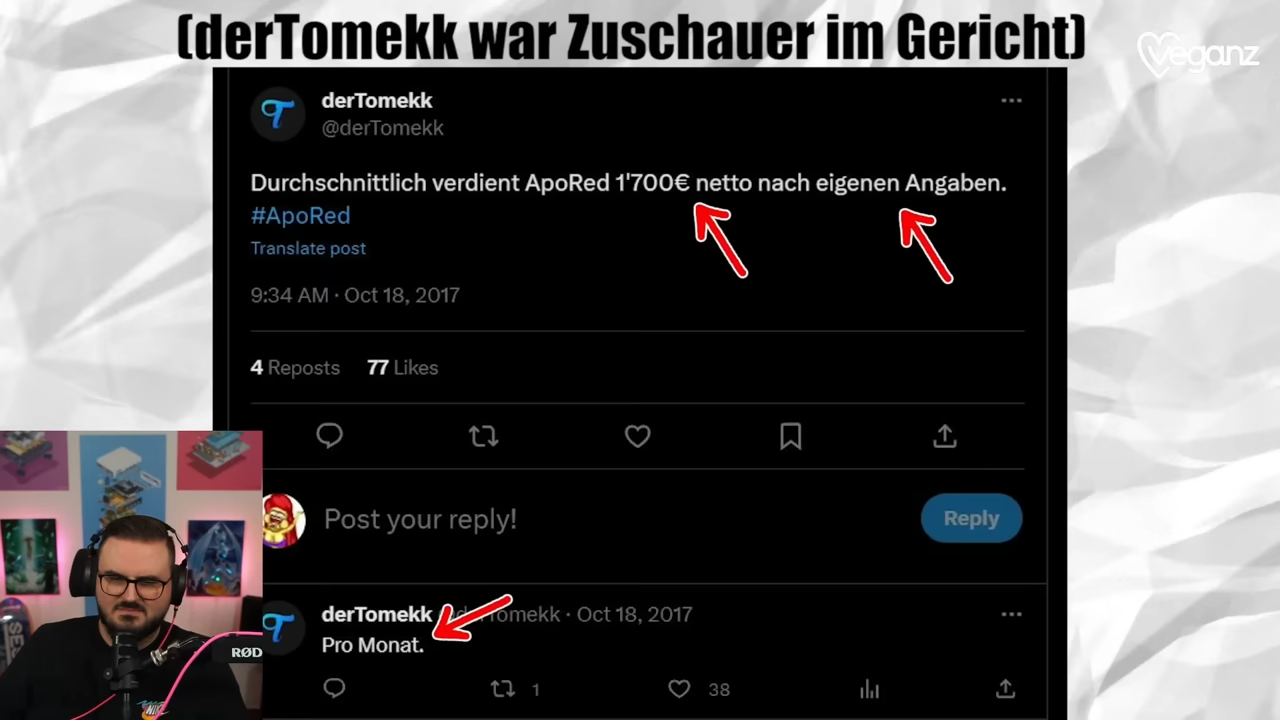 (derTomekk war Zuschauer im Gericht)
veganz
derTomekk
@derTomekk
Durchschnittlich verdient ApoRed 1'700€ netto nach eigenen Angaben.
#ApoRed
Translate post
9:34 AM · Oct 18, 2017
4 Reposts 77 Likes
Post your reply!
Reply
derTomekk @derTomekk · Oct 18, 2017
Pro Monat.
1 38
RØD